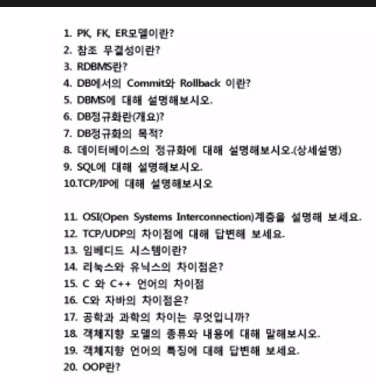 1. PK, FK, ER모델이란?
2. 참조 무결성이란?
3. RDBMS란?
4. DB에서의 Commit와 Rollback 이란?
5. DBMS에 대해 설명해보시오.
6. DB정규화란(개요)?
7. DB정규화의 목적?
8. 데이터베이스의 정규화에 대해 설명해보시오.(상세설명)
9. SQL에 대해 설명해보시오.
10.TCP/IP에 대해 설명해보시오
11. OSI(Open Systems Interconnection)계층을 설명해 보세요.
12. TCP/UDP의 차이점에 대해 답변해 보세요.
13. 임베디드 시스템이란?
14. 리눅스와 유닉스의 차이점은?
15. C 와 C++ 언어의 차이점
16. C와 자바의 차이점은?
17. 공학과 과학의 차이는 무엇입니까?
18. 객체지향 모델의 종류와 내용에 대해 말해보시오.
19. 객체지향 언어의 특징에 대해 답변해 보세요.
20. OOP란?